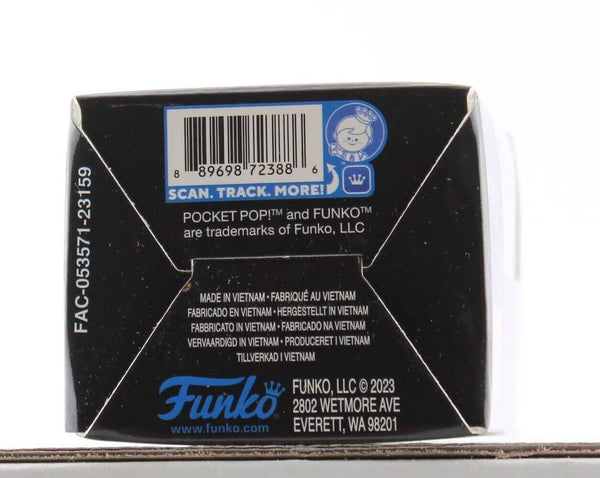 8 89698 72388 6
SCAN. TRACK. MORE!
POCKET POP!™ and FUNKO™
are trademarks of Funko, LLC
FAC-053571-23159
MADE IN VIETNAM • FABRIQUÉ AU VIETNAM
FABRICADO EN VIETNAM • HERGESTELLT IN VIETNAM
FABBRICATO IN VIETNAM • FABRICADO NA VIETNAM
VERVAARDIGD IN VIETNAM • PRODUCERET I VIETNAM
TILLVERKAD I VIETNAM
Funko
www.funko.com
FUNKO, LLC © 2023
2802 WETMORE AVE
EVERETT, WA 98201